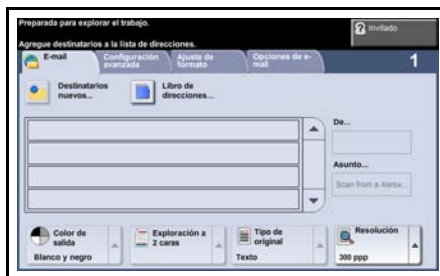 Preparada para explorar el trabajo.
Invitado
Agregue destinatarios a la lista de direcciones.
E-mail
Configuración avanzada
Ajuste de formato
Opciones de e-mail
1
Destinatarios nuevos...
Libro de direcciones...
De...
Asunto...
Scan from a Xerox...
Color de salida
Blanco y negro
Exploración a 2 caras
Tipo de original
Texto
Resolución
300 ppp